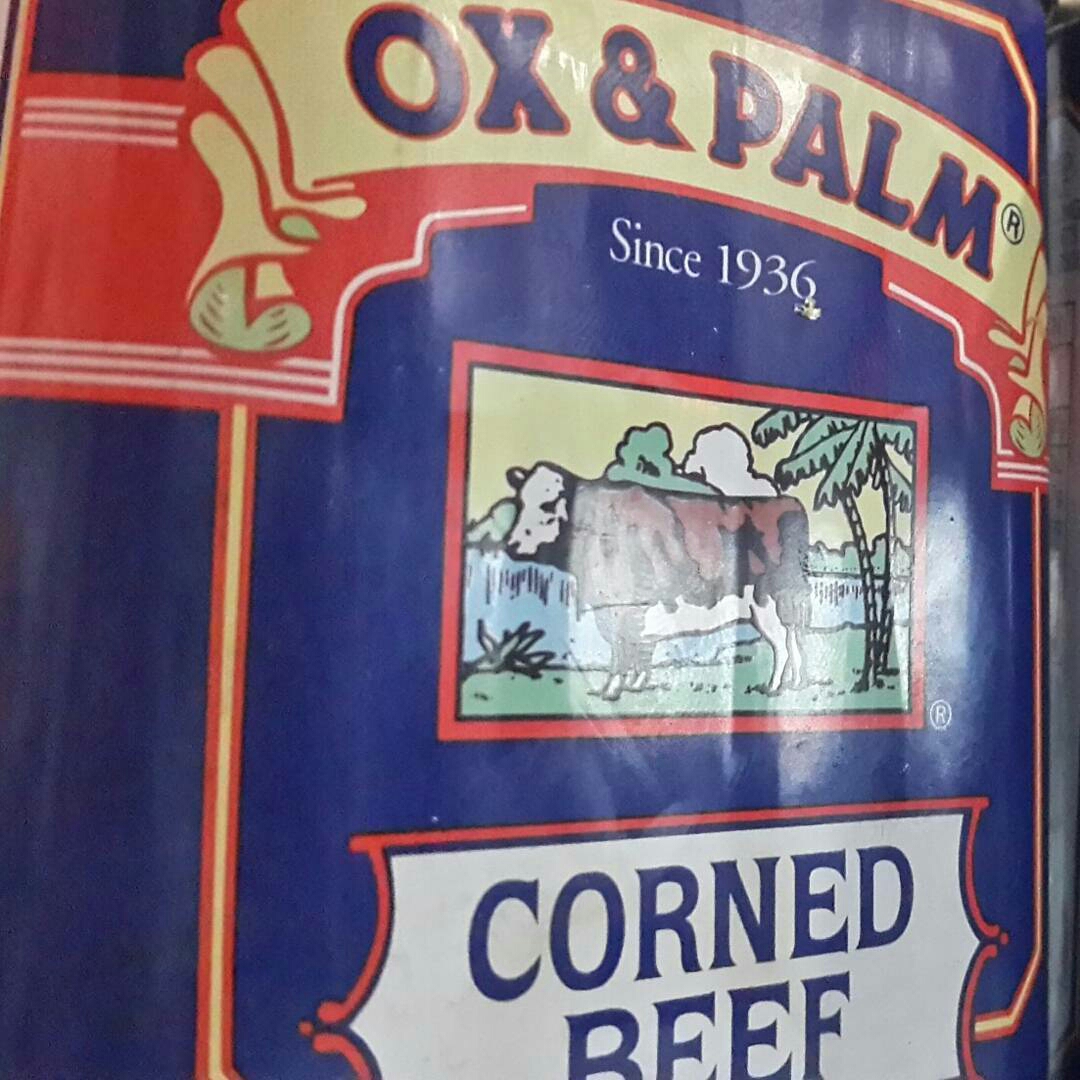 OX & PALM®
Since 1936
®
CORNED
BEEF